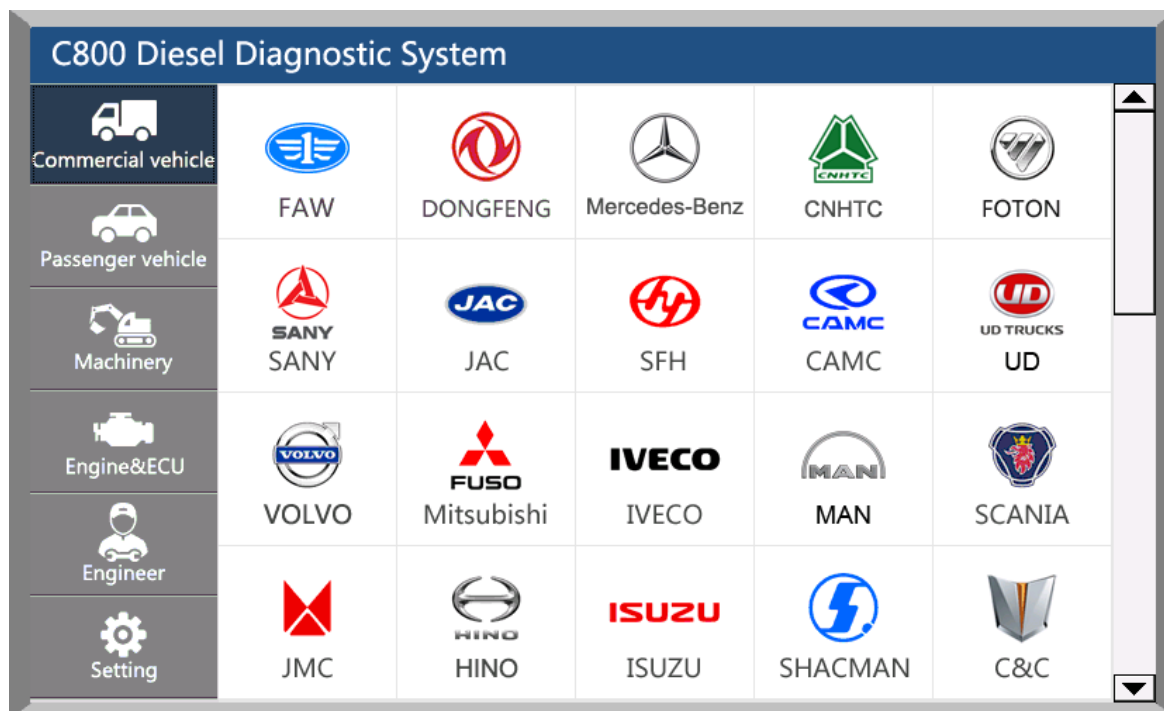 C800 Diesel Diagnostic System
Commercial vehicle
Passenger vehicle
Machinery
Engine&ECU
Engineer
Setting
FAW
DONGFENG
Mercedes-Benz
CNHTC
CNHTC
FOTON
SANY
SANY
JAC
JAC
SFH
CAMC
CAMC
UD
UD TRUCKS
UD
VOLVO
VOLVO
FUSO
Mitsubishi
IVECO
IVECO
MAN
MAN
SCANIA
JMC
HINO
HINO
ISUZU
ISUZU
SHACMAN
C&C